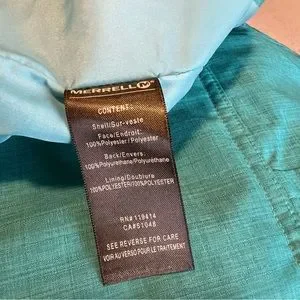 MERRELL
CONTENT:
Shell/Sur-veste
Face/Endroit:
100%Polyester / Polyester
Back/Envers:
100%Polyurethane/Polyuréthane
Lining/Doublure
100%POLYESTER/100%POLYESTER
RN#119414
CA#51048
SEE REVERSE FOR CARE
VOIR AU VERSO POUR LE TRAITEMENT